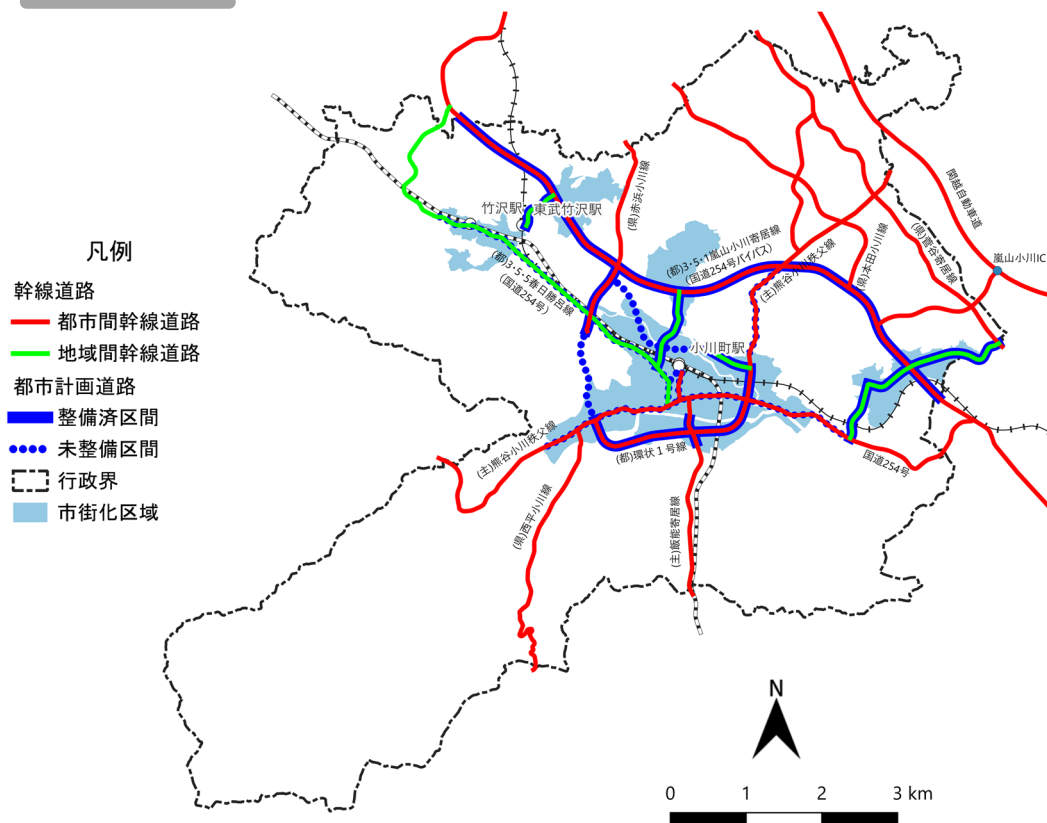 凡例
幹線道路
都市間幹線道路
地域間幹線道路
都市計画道路
整備済区間
未整備区間
行政界
市街化区域
竹沢駅
東武竹沢駅
(県)赤浜小川線
(都)3・5・1嵐山小川寄居線
(国道254号バイパス)
(都)3・5・5春日勝呂線
(国道254号)
(主)熊谷小川秩父線
(県)本田小川線
(県)菅谷寄居線
関越自動車道
嵐山小川IC
小川町駅
(主)熊谷小川秩父線
(都)環状1号線
国道254号
(県)西平小川線
(主)飯能寄居線
N
0 1 2 3 km